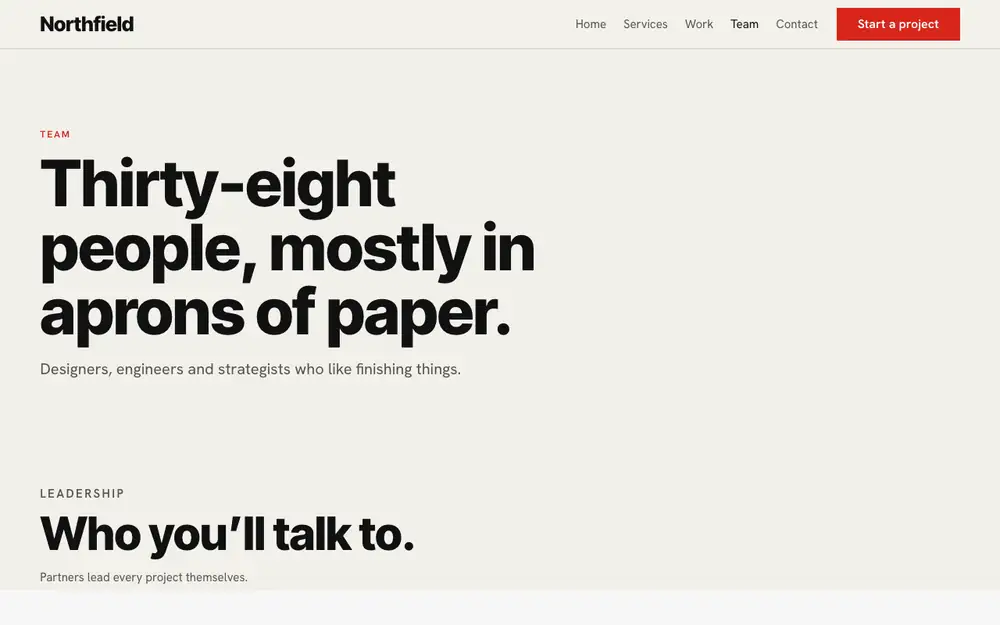 Northfield
Home Services Work Team Contact Start a project
TEAM
Thirty-eight
people, mostly in
aprons of paper.
Designers, engineers and strategists who like finishing things.
LEADERSHIP
Who you’ll talk to.
Partners lead every project themselves.